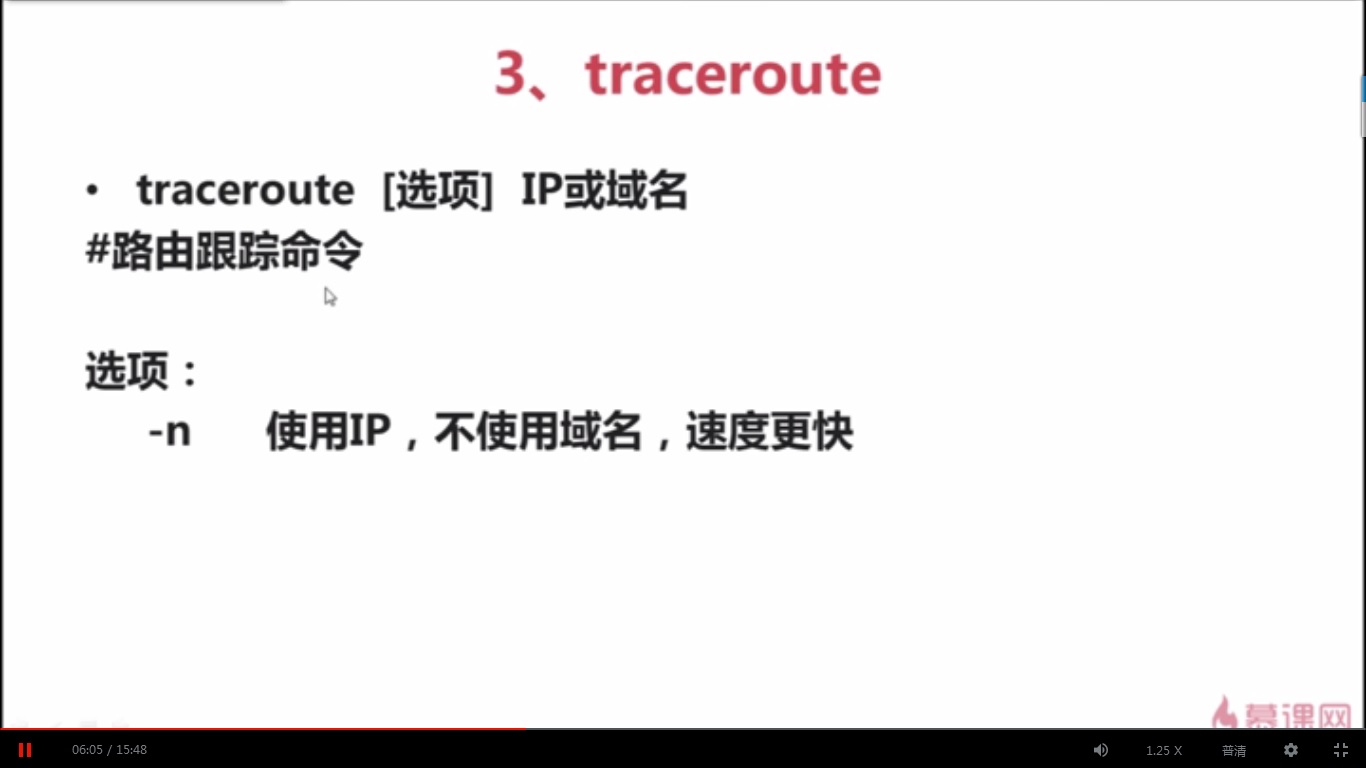 3、traceroute
• traceroute [选项] IP或域名
#路由跟踪命令
选项：
-n 使用IP，不使用域名，速度更快
慕课网
06:05 / 15:48
1.25 X
普清